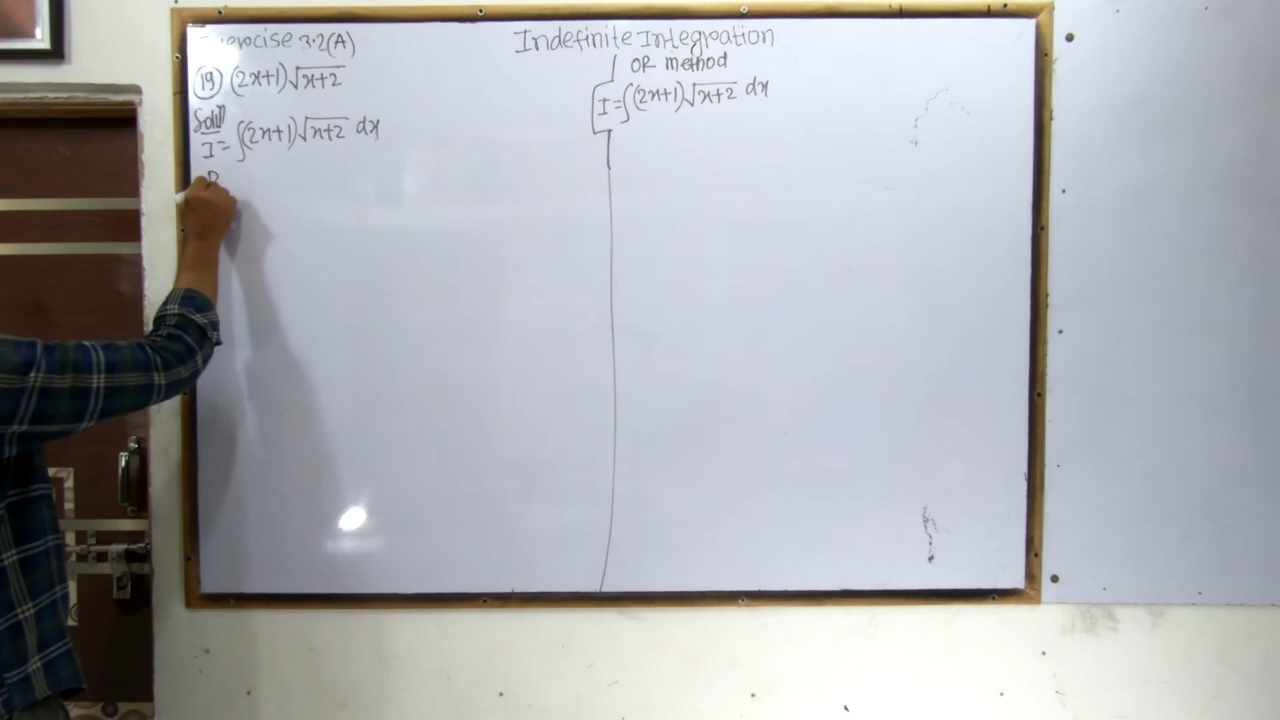 Exercise 3.2(A)
(19) (2x+1)√x+2
Solⁿ
I = ∫(2x+1)√x+2 dx
Indefinite Integration
OR method
I = ∫(2x+1)√x+2 dx